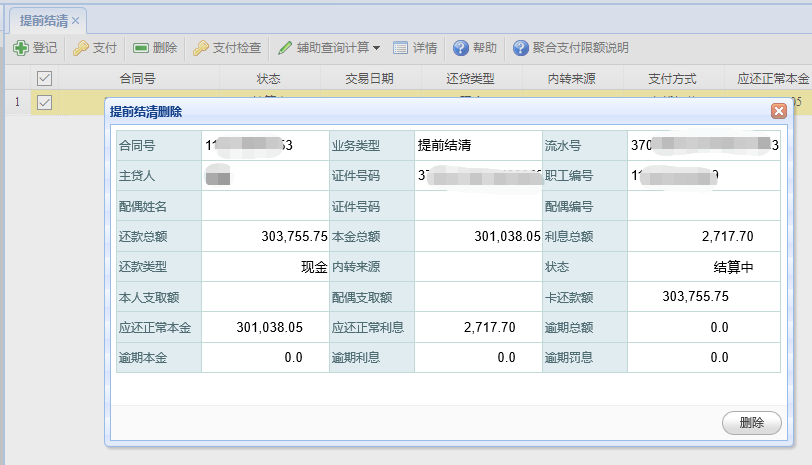 提前结清
登记 支付 删除 支付检查 辅助查询计算 详情 帮助 聚合支付限额说明
合同号 状态 交易日期 还贷类型 内转来源 支付方式 应还正常本金
1
提前结清删除
合同号 11 53 业务类型 提前结清 流水号 370 3
主贷人 证件号码 37 职工编号 11 9
配偶姓名 证件号码 配偶编号
还款总额 303,755.75 本金总额 301,038.05 利息总额 2,717.70
还款类型 现金 内转来源 状态 结算中
本人支取额 配偶支取额 卡还款额 303,755.75
应还正常本金 301,038.05 应还正常利息 2,717.70 逾期总额 0.0
逾期本金 0.0 逾期利息 0.0 逾期罚息 0.0
删除